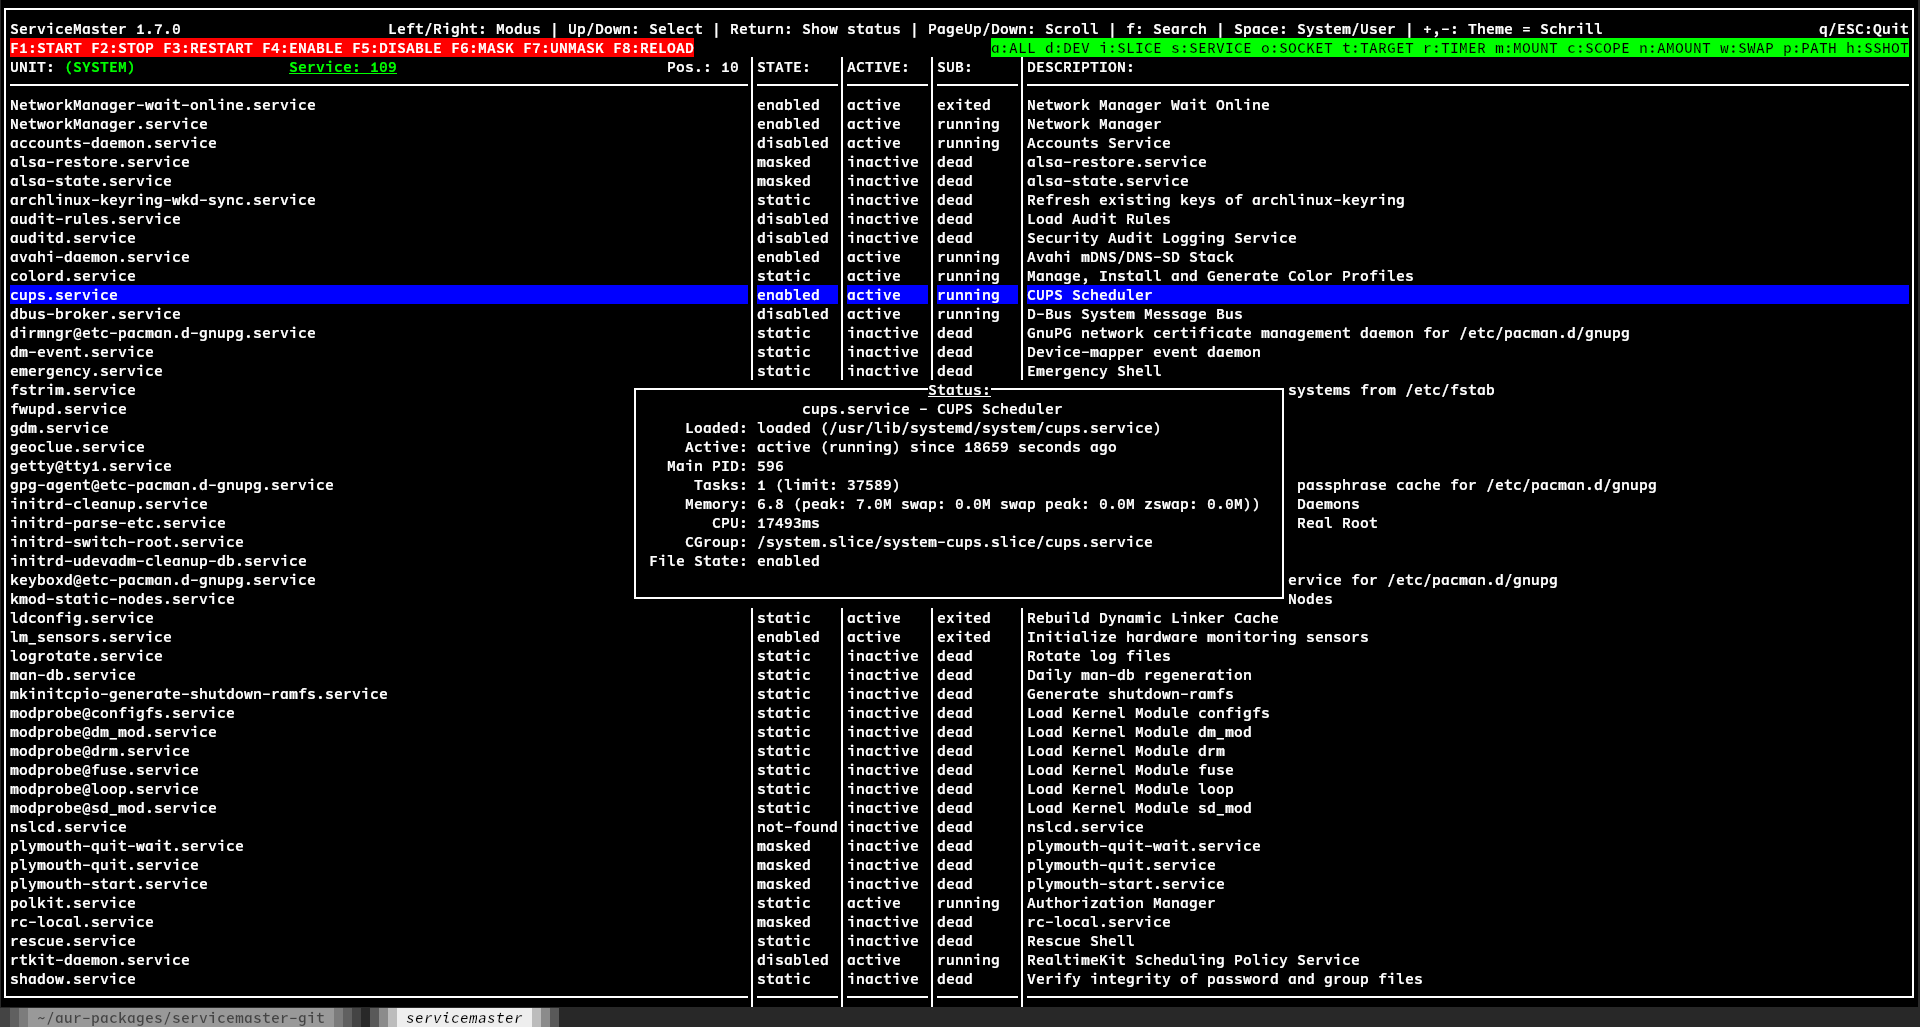 ServiceMaster 1.7.0 Left/Right: Modus | Up/Down: Select | Return: Show status | PageUp/Down: Scroll | f: Search | Space: System/User | +,-: Theme = Schrill q/ESC:Quit
F1:START F2:STOP F3:RESTART F4:ENABLE F5:DISABLE F6:MASK F7:UNMASK F8:RELOAD a:ALL d:DEV i:SLICE s:SERVICE o:SOCKET t:TARGET r:TIMER m:MOUNT c:SCOPE n:AMOUNT w:SWAP p:PATH h:SSHOT
UNIT: (SYSTEM) Service: 109 Pos.: 10 STATE: ACTIVE: SUB: DESCRIPTION:
NetworkManager-wait-online.service enabled active exited Network Manager Wait Online
NetworkManager.service enabled active running Network Manager
accounts-daemon.service disabled active running Accounts Service
alsa-restore.service masked inactive dead alsa-restore.service
alsa-state.service masked inactive dead alsa-state.service
archlinux-keyring-wkd-sync.service static inactive dead Refresh existing keys of archlinux-keyring
audit-rules.service disabled inactive dead Load Audit Rules
auditd.service disabled inactive dead Security Audit Logging Service
avahi-daemon.service enabled active running Avahi mDNS/DNS-SD Stack
colord.service static active running Manage, Install and Generate Color Profiles
cups.service enabled active running CUPS Scheduler
dbus-broker.service disabled active running D-Bus System Message Bus
dirmngr@etc-pacman.d-gnupg.service static inactive dead GnuPG network certificate management daemon for /etc/pacman.d/gnupg
dm-event.service static inactive dead Device-mapper event daemon
emergency.service static inactive dead Emergency Shell
fstrim.service Status: systems from /etc/fstab
fwupd.service cups.service - CUPS Scheduler
gdm.service Loaded: loaded (/usr/lib/systemd/system/cups.service)
geoclue.service Active: active (running) since 18659 seconds ago
getty@tty1.service Main PID: 596
gpg-agent@etc-pacman.d-gnupg.service Tasks: 1 (limit: 37589) passphrase cache for /etc/pacman.d/gnupg
initrd-cleanup.service Memory: 6.8 (peak: 7.0M swap: 0.0M swap peak: 0.0M zswap: 0.0M)) Daemons
initrd-parse-etc.service CPU: 17493ms Real Root
initrd-switch-root.service CGroup: /system.slice/system-cups.slice/cups.service
initrd-udevadm-cleanup-db.service File State: enabled
keyboxd@etc-pacman.d-gnupg.service ervice for /etc/pacman.d/gnupg
kmod-static-nodes.service Nodes
ldconfig.service static active exited Rebuild Dynamic Linker Cache
lm_sensors.service enabled active exited Initialize hardware monitoring sensors
logrotate.service static inactive dead Rotate log files
man-db.service static inactive dead Daily man-db regeneration
mkinitcpio-generate-shutdown-ramfs.service static inactive dead Generate shutdown-ramfs
modprobe@configfs.service static inactive dead Load Kernel Module configfs
modprobe@dm_mod.service static inactive dead Load Kernel Module dm_mod
modprobe@drm.service static inactive dead Load Kernel Module drm
modprobe@fuse.service static inactive dead Load Kernel Module fuse
modprobe@loop.service static inactive dead Load Kernel Module loop
modprobe@sd_mod.service static inactive dead Load Kernel Module sd_mod
nslcd.service not-found inactive dead nslcd.service
plymouth-quit-wait.service masked inactive dead plymouth-quit-wait.service
plymouth-quit.service masked inactive dead plymouth-quit.service
plymouth-start.service masked inactive dead plymouth-start.service
polkit.service static active running Authorization Manager
rc-local.service masked inactive dead rc-local.service
rescue.service static inactive dead Rescue Shell
rtkit-daemon.service disabled active running RealtimeKit Scheduling Policy Service
shadow.service static inactive dead Verify integrity of password and group files
~/aur-packages/servicemaster-git servicemaster